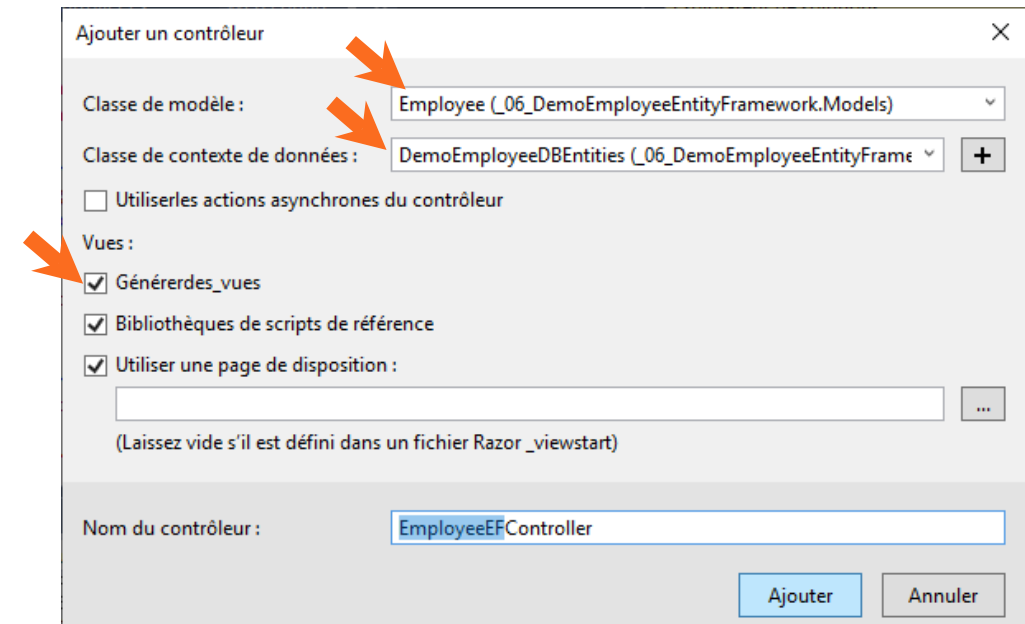 Ajouter un contrôleur
Classe de modèle : Employee (_06_DemoEmployeeEntityFramework.Models)
Classe de contexte de données : DemoEmployeeDBEntities (_06_DemoEmployeeEntityFrame +
Utiliserles actions asynchrones du contrôleur
Vues :
Générerdes_vues
Bibliothèques de scripts de référence
Utiliser une page de disposition :
...
(Laissez vide s'il est défini dans un fichier Razor _viewstart)
Nom du contrôleur : EmployeeEFController
Ajouter Annuler